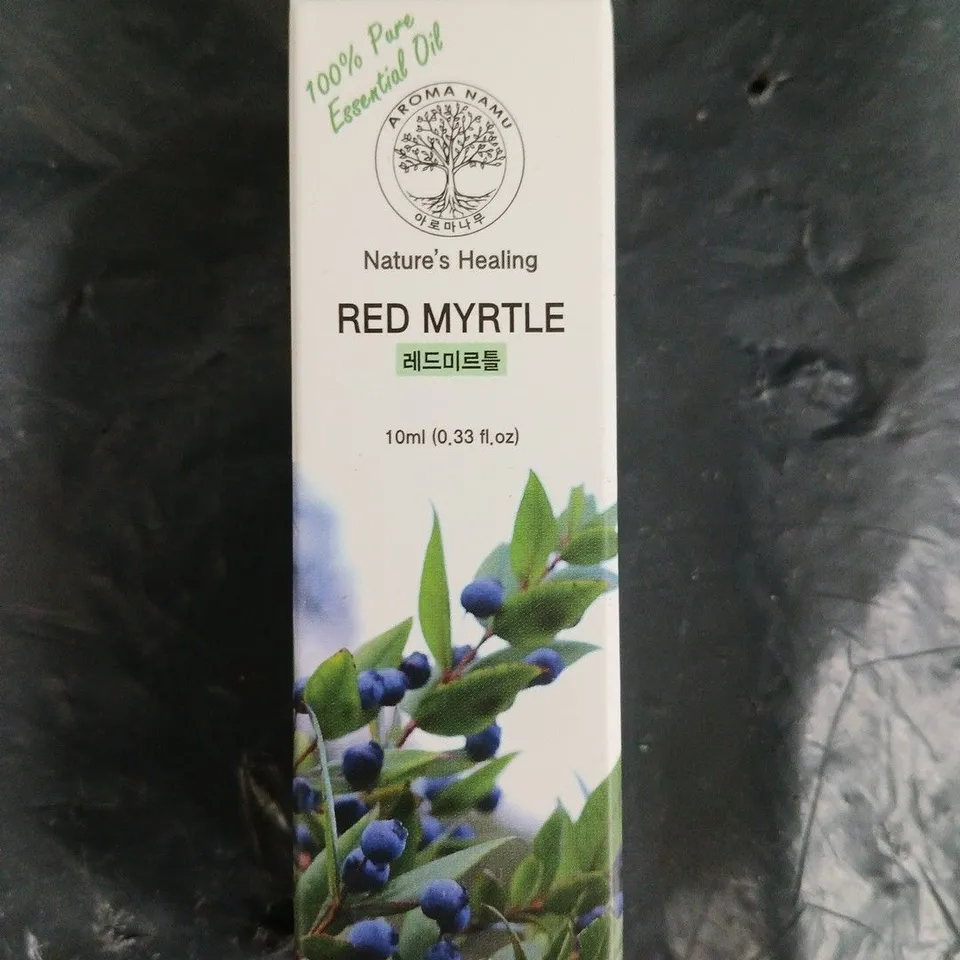 100% Pure
Essential Oil
AROMA NAMU
아로마나무
Nature's Healing
RED MYRTLE
레드미르틀
10ml (0.33 fl.oz)